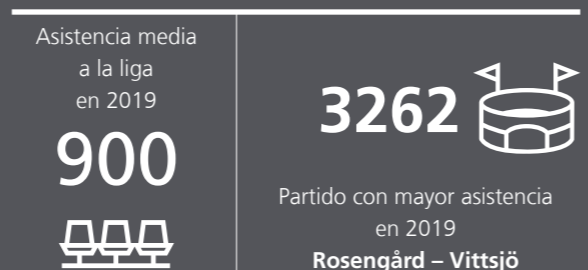 Asistencia media
a la liga
en 2019
900
3262
Partido con mayor asistencia
en 2019
Rosengård – Vittsjö